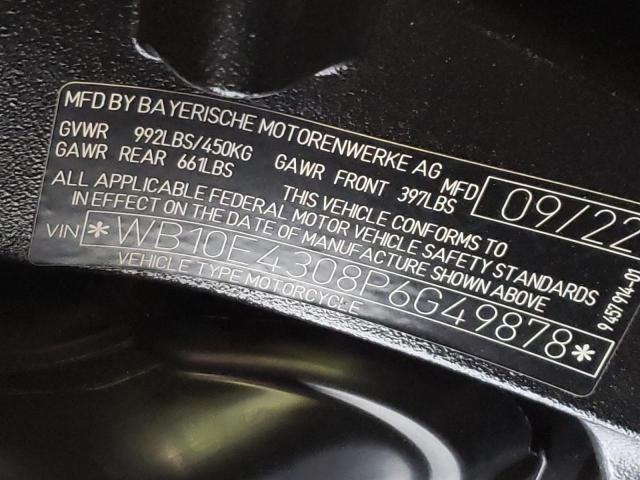 MFD BY BAYERISCHE MOTORENWERKE AG MFD 09/22
GVWR 992LBS/450KG GAWR FRONT 397LBS
GAWR REAR 661LBS
THIS VEHICLE CONFORMS TO
ALL APPLICABLE FEDERAL MOTOR VEHICLE SAFETY STANDARDS
IN EFFECT ON THE DATE OF MANUFACTURE SHOWN ABOVE
VIN *WB10E4308P6G49878*
VEHICLE TYPE MOTORCYCLE
9457914-01